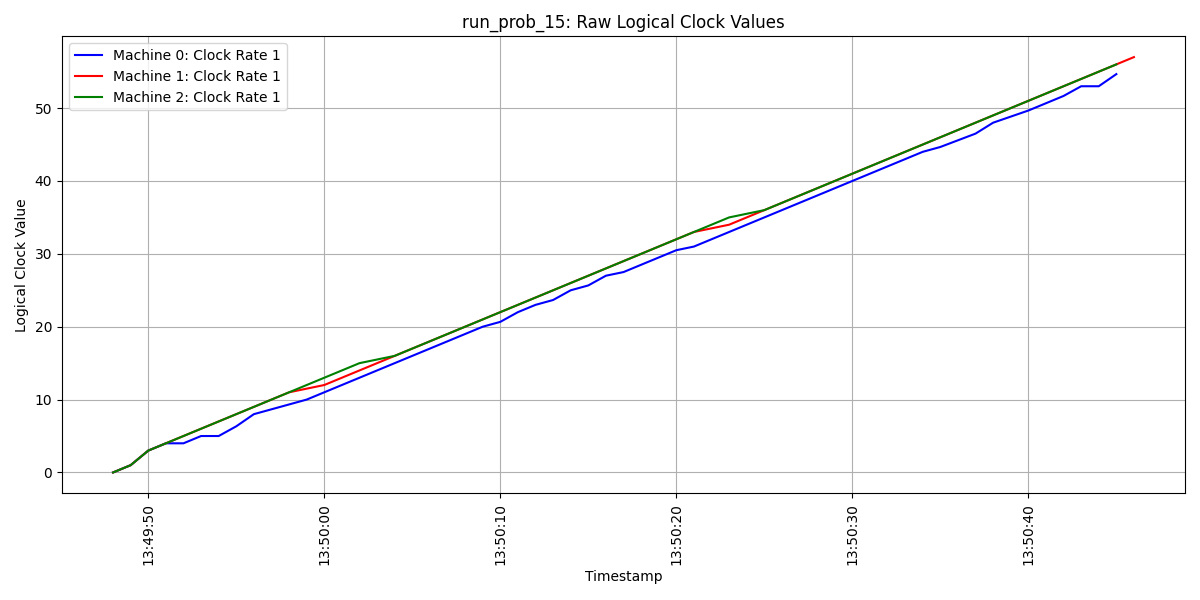 run_prob_15: Raw Logical Clock Values
Machine 0: Clock Rate 1
Machine 1: Clock Rate 1
Machine 2: Clock Rate 1
Logical Clock Value
50
40
30
20
10
0
13:49:50
13:50:00
13:50:10
13:50:20
13:50:30
13:50:40
Timestamp